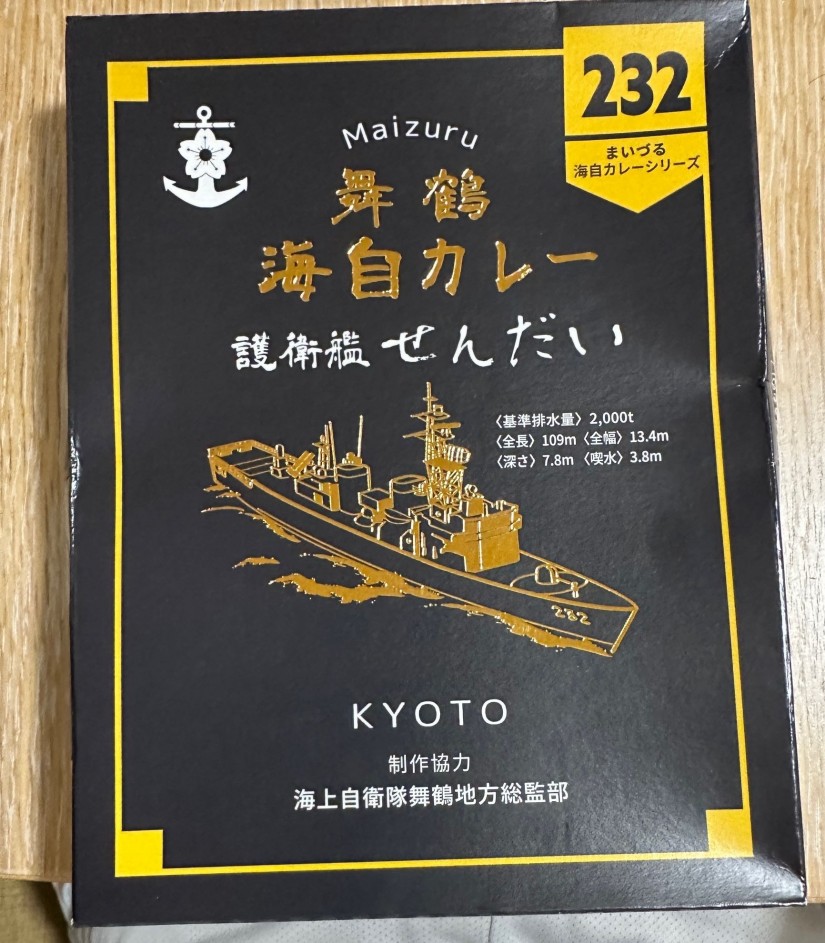 232
まいづる
海自カレーシリーズ
Maizuru
舞鶴
海自カレー
護衛艦 せんだい
〈基準排水量〉2,000t
〈全長〉109m〈全幅〉13.4m
〈深さ〉7.8m〈喫水〉3.8m
232
KYOTO
制作協力
海上自衛隊舞鶴地方総監部